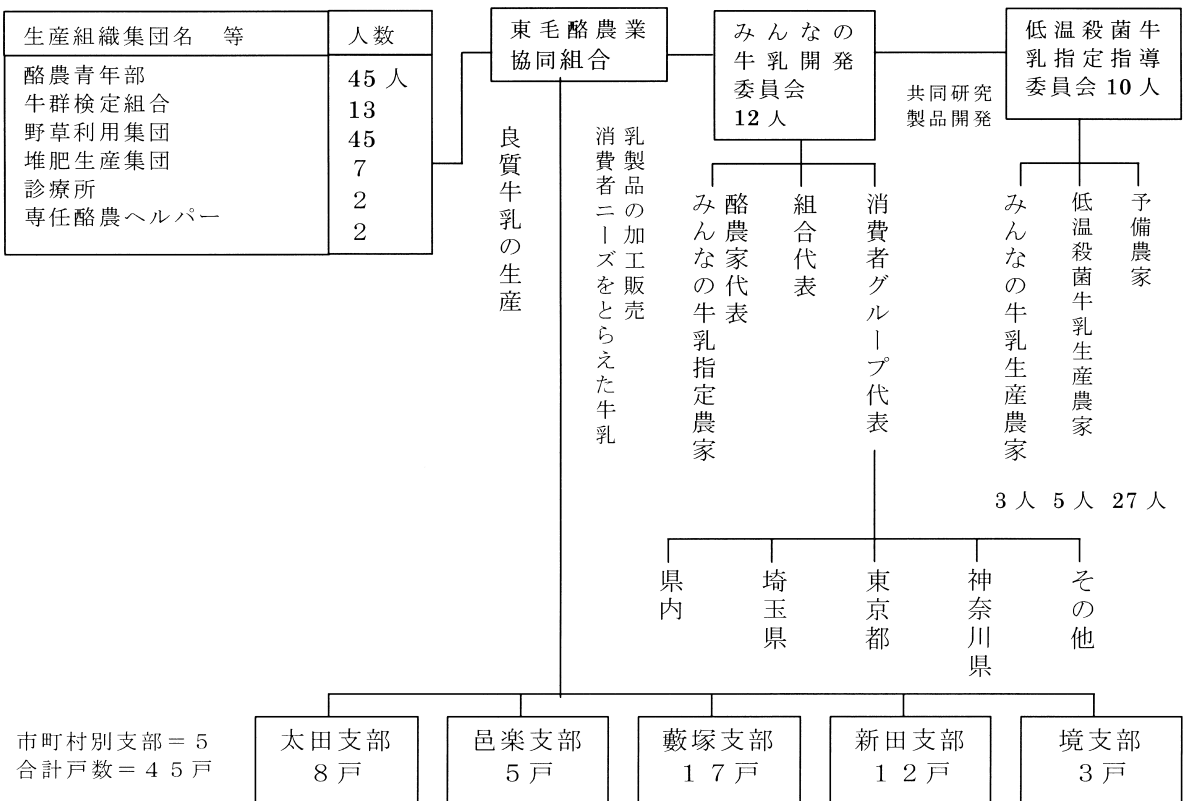 生産組織集団名　等
人数
酪農青年部
牛群検定組合
野草利用集団
堆肥生産集団
診療所
専任酪農ヘルパー
45人
13
45
7
2
2
東毛酪農業
協同組合
みんなの
牛乳開発
委員会
12人
共同研究
製品開発
低温殺菌牛
乳指定指導
委員会10人
良質牛乳の生産
乳製品の加工販売
消費者ニーズをとらえた牛乳
酪農家代表
みんなの牛乳指定農家
組合代表
消費者グループ代表
みんなの牛乳生産農家
低温殺菌牛乳生産農家
予備農家
3人 5人 27人
県内
埼玉県
東京都
神奈川県
その他
市町村別支部＝5
合計戸数＝45戸
太田支部
8戸
邑楽支部
5戸
藪塚支部
17戸
新田支部
12戸
境支部
3戸